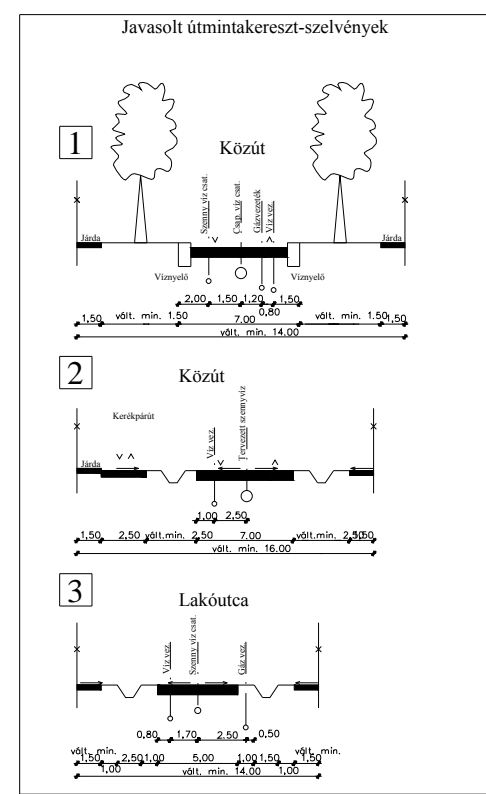 Javasolt útmintakereszt-szelvények
1
Közút
Szenny víz csat.
Csap. víz csat.
Gázvezeték
Víz vez.
Járda
Járda
Víznyelő
Víznyelő
2,00 1,50 1,20 1,50
0,80
1,50 vált. min. 1.50 7.00 vált. min. 1.50 1,50
vált. min. 14.00
2
Közút
Kerékpárút
Víz vez.
Tervezett szennyvíz
Járda
1,00 2,50
1,50 2,50 vált.min. 2,50 7.00 vált.min. 2,50 1,50
vált. min. 16.00
3
Lakóutca
Víz vez.
Szenny víz csat.
Gáz vez.
0,80 1,70 2.50 0,50
vált. min. vált. min.
1,50 2,50 1,00 5,00 1,00 1,50 1,50
1,00 vált. min. 14.00 1,00